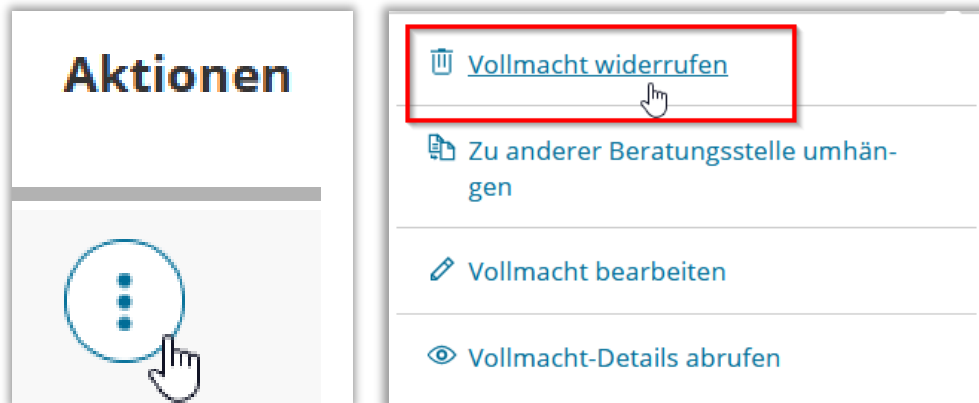 Aktionen
Vollmacht widerrufen
Zu anderer Beratungsstelle umhän-
gen
Vollmacht bearbeiten
Vollmacht-Details abrufen